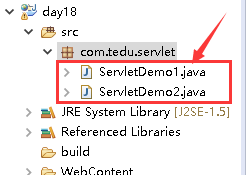 day18
src
com.tedu.servlet
ServletDemo1.java
ServletDemo2.java
JRE System Library [J2SE-1.5]
Referenced Libraries
build
WebContent